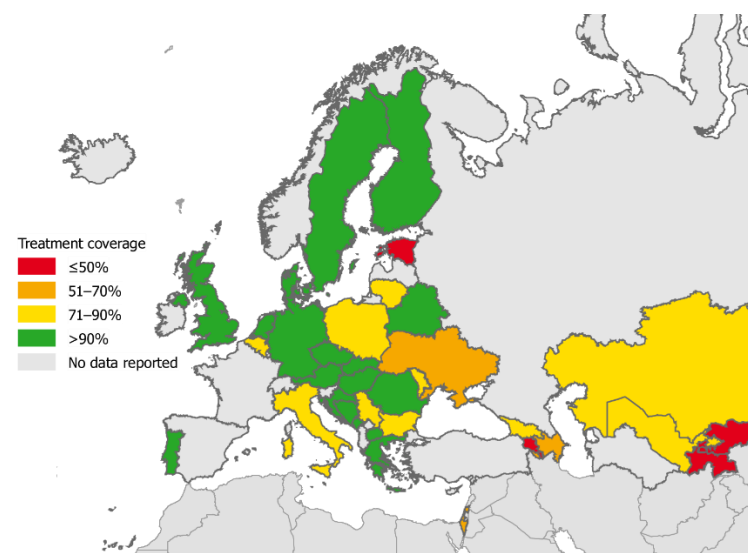 Treatment coverage
≤50%
51–70%
71–90%
>90%
No data reported